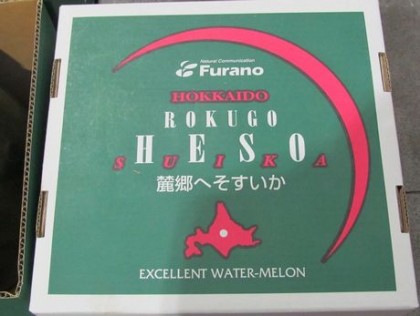 Natural Communication
Furano
HOKKAIDO
ROKUGO
HESO
SUIKA
麓郷へそすいか
EXCELLENT WATER-MELON